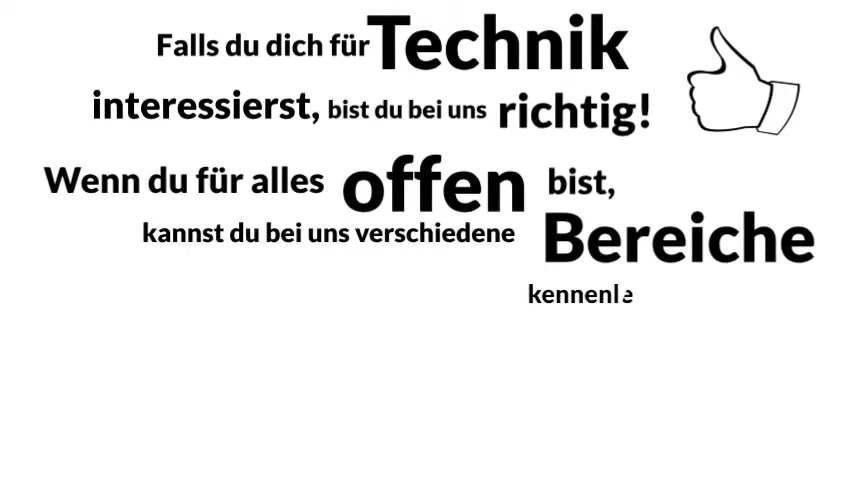 Falls du dich für Technik
interessierst, bist du bei uns richtig!
Wenn du für alles offen bist,
kannst du bei uns verschiedene Bereiche